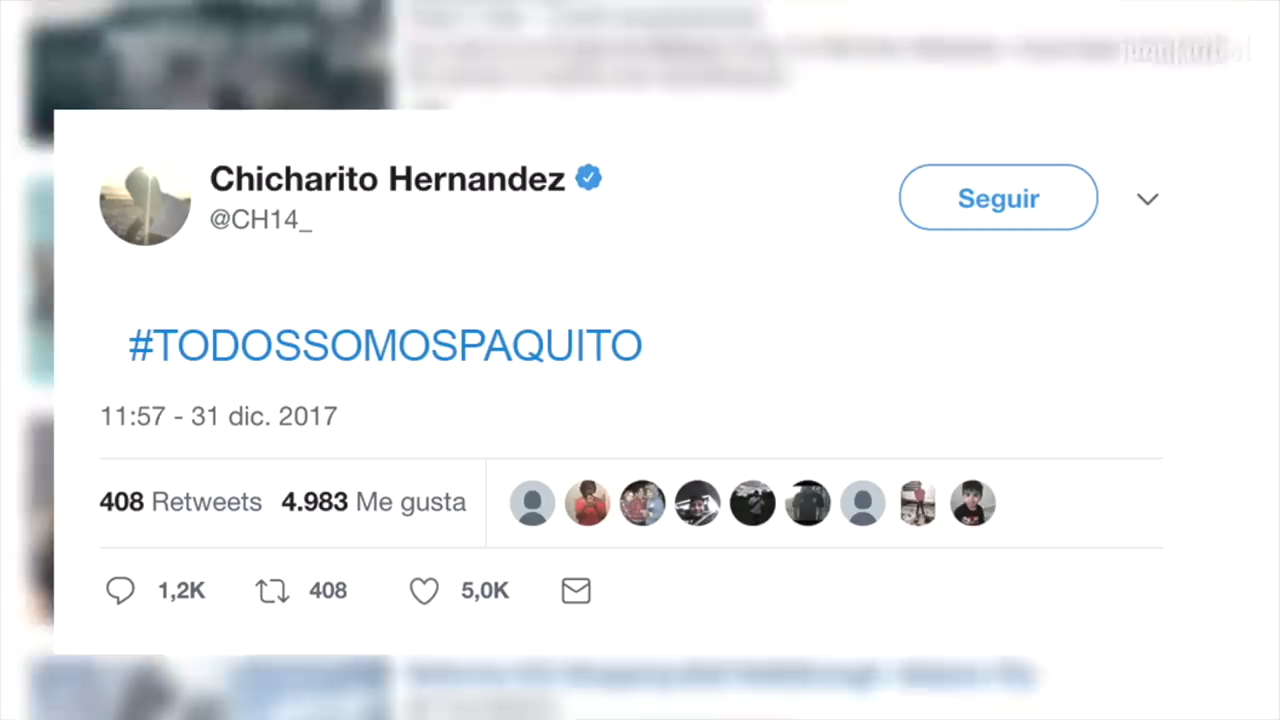 Chicharito Hernandez
@CH14_
Seguir
#TODOSSOMOSPAQUITO
11:57 - 31 dic. 2017
408 Retweets 4.983 Me gusta
1,2K 408 5,0K